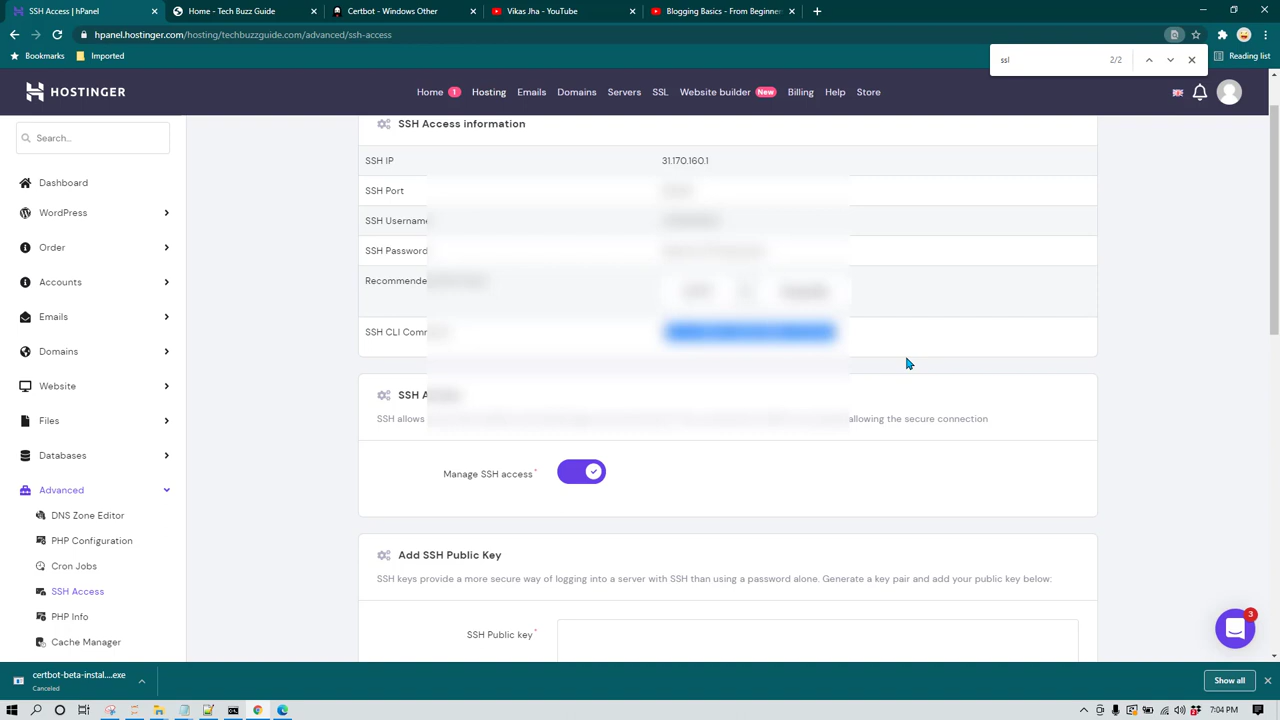 SSH Access | hPanel
Home - Tech Buzz Guide
Certbot - Windows Other
Vikas Jha - YouTube
Blogging Basics - From Beginner
hpanel.hostinger.com/hosting/techbuzzguide.com/advanced/ssh-access
Bookmarks
Imported
ssl
2/2
Reading list
HOSTINGER
Home 1
Hosting
Emails
Domains
Servers
SSL
Website builder New
Billing
Help
Store
Search...
Dashboard
WordPress
Order
Accounts
Emails
Domains
Website
Files
Databases
Advanced
DNS Zone Editor
PHP Configuration
Cron Jobs
SSH Access
PHP Info
Cache Manager
SSH Access information
SSH IP
31.170.160.1
SSH Port
SSH Username
SSH Password
SSH CLI
SSH
SSH allows
allowing the secure connection
Manage SSH access*
Add SSH Public Key
SSH keys provide a more secure way of logging into a server with SSH than using a password alone. Generate a key pair and add your public key below:
SSH Public key*
3
certbot-beta-instal....exe
Canceled
Show all
7:04 PM